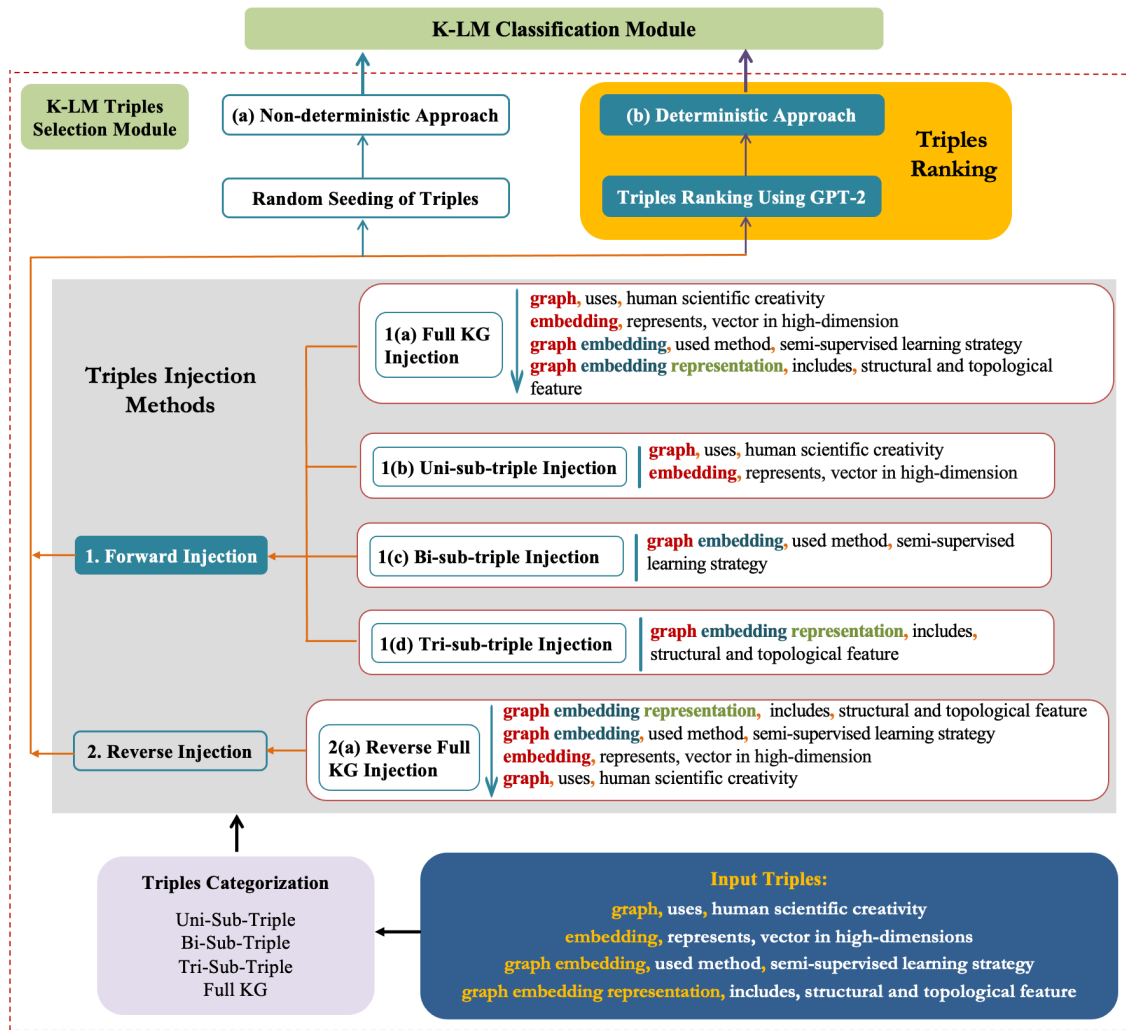 K-LM Classification Module
K-LM Triples
Selection Module
(a) Non-deterministic Approach
(b) Deterministic Approach
Triples
Ranking
Random Seeding of Triples
Triples Ranking Using GPT-2
Triples Injection
Methods
1(a) Full KG
Injection
graph, uses, human scientific creativity
embedding, represents, vector in high-dimension
graph embedding, used method, semi-supervised learning strategy
graph embedding representation, includes, structural and topological
feature
1(b) Uni-sub-triple Injection
graph, uses, human scientific creativity
embedding, represents, vector in high-dimension
1. Forward Injection
1(c) Bi-sub-triple Injection
graph embedding, used method, semi-supervised
learning strategy
1(d) Tri-sub-triple Injection
graph embedding representation, includes,
structural and topological feature
2. Reverse Injection
2(a) Reverse Full
KG Injection
graph embedding representation, includes, structural and topological feature
graph embedding, used method, semi-supervised learning strategy
embedding, represents, vector in high-dimension
graph, uses, human scientific creativity
Triples Categorization
Uni-Sub-Triple
Bi-Sub-Triple
Tri-Sub-Triple
Full KG
Input Triples:
graph, uses, human scientific creativity
embedding, represents, vector in high-dimensions
graph embedding, used method, semi-supervised learning strategy
graph embedding representation, includes, structural and topological feature